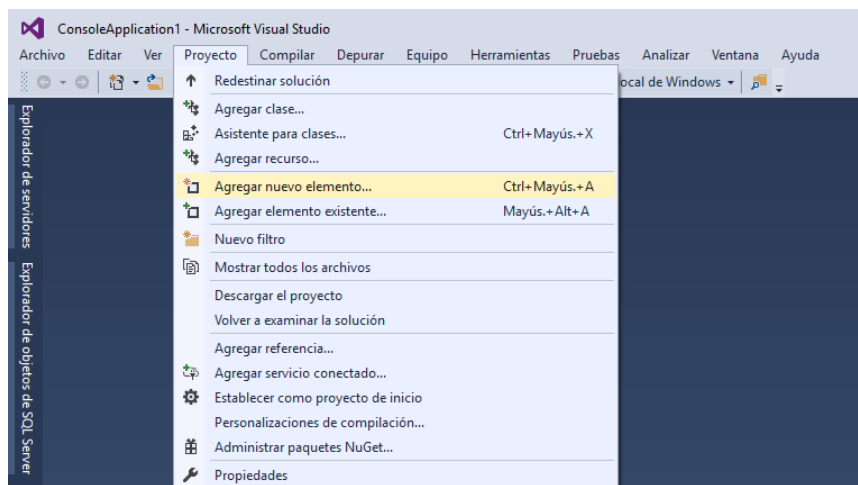 ConsoleApplication1 - Microsoft Visual Studio
Archivo Editar Ver Proyecto Compilar Depurar Equipo Herramientas Pruebas Analizar Ventana Ayuda
ocal de Windows
Redestinar solución
Agregar clase...
Asistente para clases... Ctrl+Mayús.+X
Agregar recurso...
Agregar nuevo elemento... Ctrl+Mayús.+A
Agregar elemento existente... Mayús.+Alt+A
Nuevo filtro
Mostrar todos los archivos
Descargar el proyecto
Volver a examinar la solución
Agregar referencia...
Agregar servicio conectado...
Establecer como proyecto de inicio
Personalizaciones de compilación...
Administrar paquetes NuGet...
Propiedades
Explorador de servidores
Explorador de objetos de SQL Server